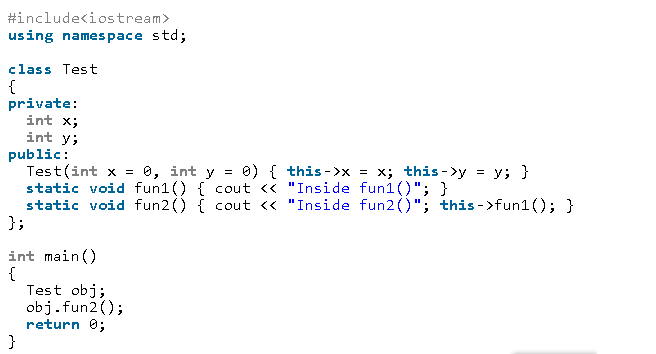 #include<iostream>
using namespace std;
class Test
{
private:
  int x;
  int y;
public:
  Test(int x = 0, int y = 0) { this->x = x; this->y = y; }
  static void fun1() { cout << "Inside fun1()"; }
  static void fun2() { cout << "Inside fun2()"; this->fun1(); }
};
int main()
{
  Test obj;
  obj.fun2();
  return 0;
}